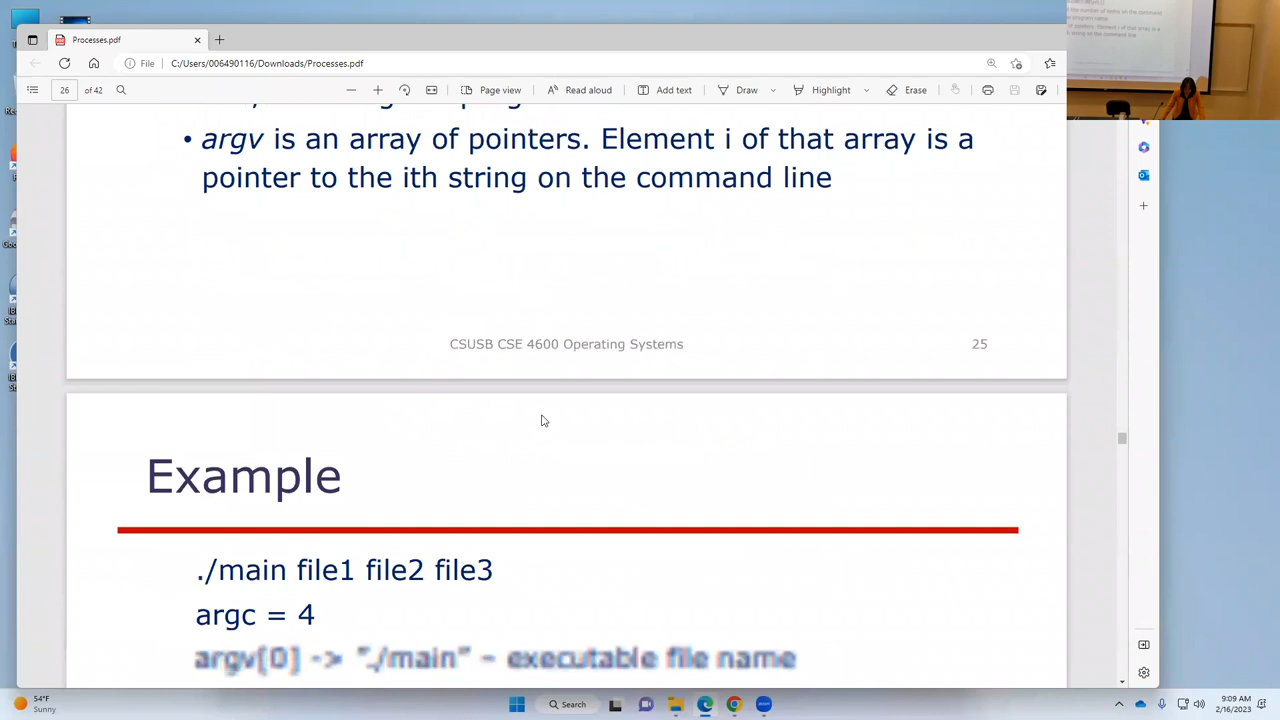 Processes.pdf
File
C:/Users/006490116/Downloads/Processes.pdf
26 of 42
Page view
Read aloud
Add text
Draw
Highlight
Erase
• argv is an array of pointers. Element i of that array is a
pointer to the ith string on the command line
CSUSB CSE 4600 Operating Systems
25
Example
./main file1 file2 file3
argc = 4
argv[0] -> "./main" – executable file name
54°F
Sunny
Search
9:09 AM
2/16/2023